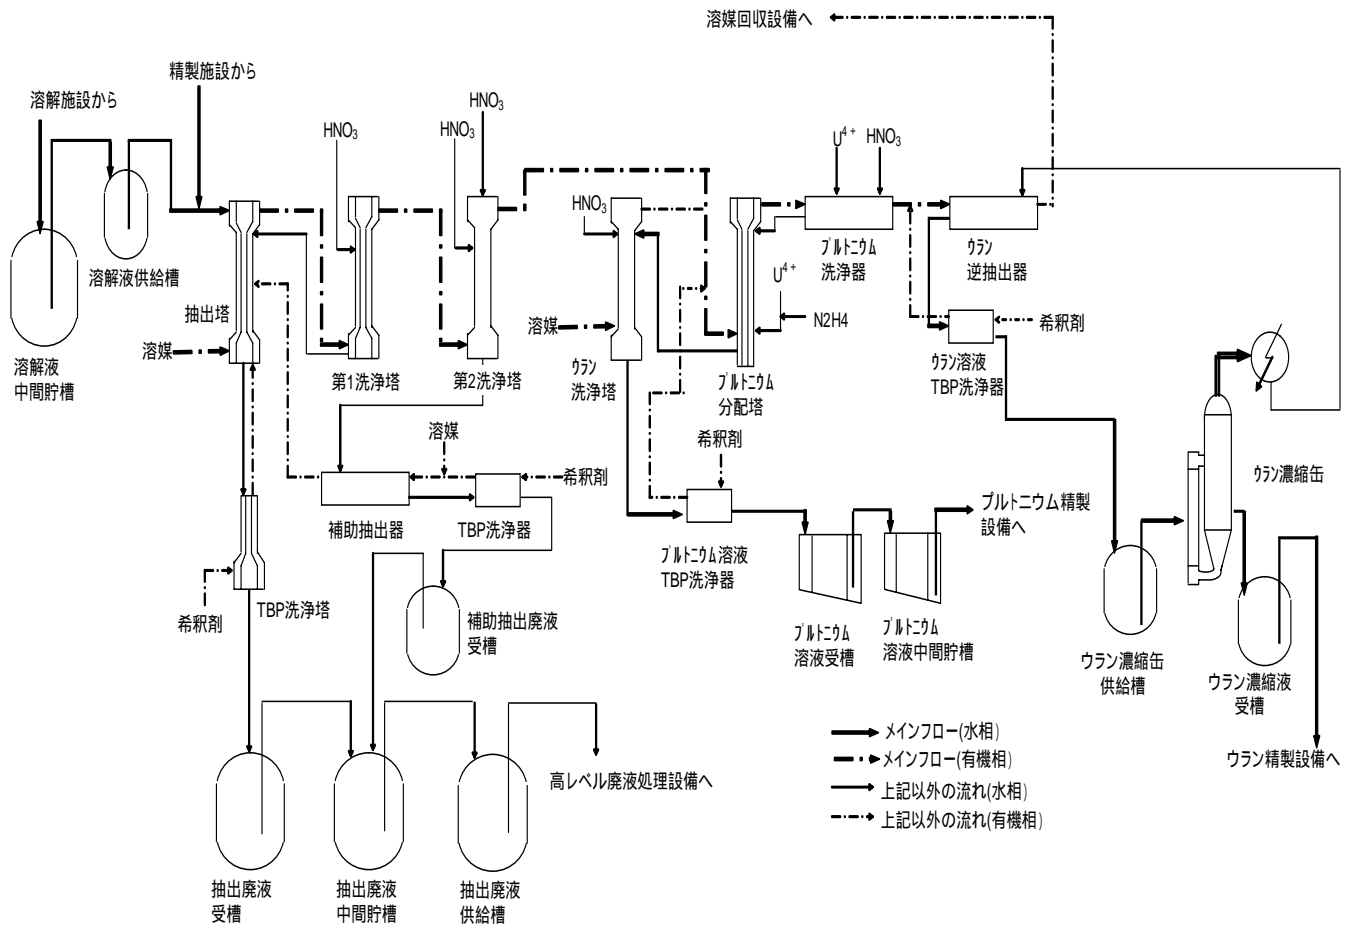 溶媒回収設備へ
精製施設から
溶解施設から
HNO3
HNO3
HNO3
U4+
HNO3
HNO3
溶解液供給槽
抽出塔
溶媒
溶解液
中間貯槽
第1洗浄塔
第2洗浄塔
溶媒
ウラン
洗浄塔
プルトニウム
分配塔
U4+
N2H4
プルトニウム
洗浄器
ウラン
逆抽出器
希釈剤
ウラン溶液
TBP洗浄器
溶媒
希釈剤
希釈剤
補助抽出器
TBP洗浄器
プルトニウム溶液
TBP洗浄器
プルトニウム精製
設備へ
ウラン濃縮缶
希釈剤
TBP洗浄塔
補助抽出廃液
受槽
プルトニウム
溶液受槽
プルトニウム
溶液中間貯槽
ウラン濃縮缶
供給槽
ウラン濃縮液
受槽
ウラン精製設備へ
高レベル廃液処理設備へ
メインフロー(水相)
メインフロー(有機相)
上記以外の流れ(水相)
上記以外の流れ(有機相)
抽出廃液
受槽
抽出廃液
中間貯槽
抽出廃液
供給槽